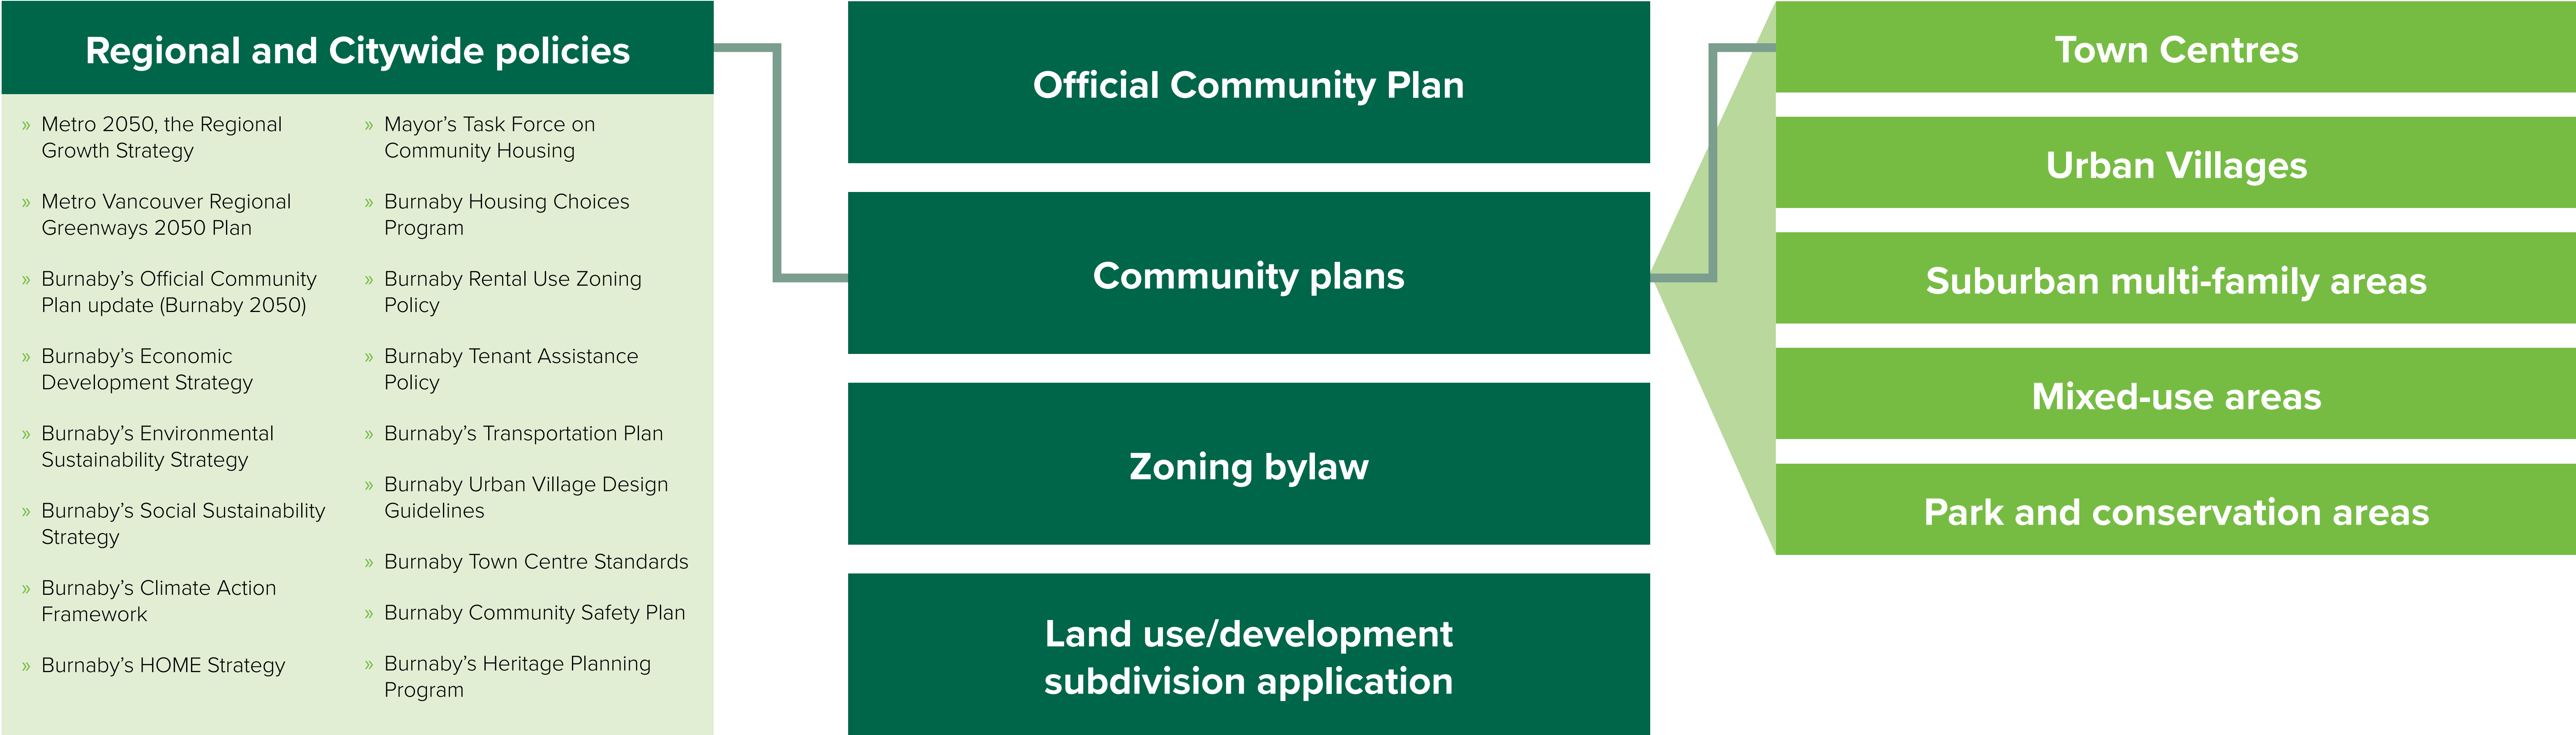 Regional and Citywide policies
» Metro 2050, the Regional
Growth Strategy
» Metro Vancouver Regional
Greenways 2050 Plan
» Burnaby’s Official Community
Plan update (Burnaby 2050)
» Burnaby’s Economic
Development Strategy
» Burnaby’s Environmental
Sustainability Strategy
» Burnaby’s Social Sustainability
Strategy
» Burnaby’s Climate Action
Framework
» Burnaby’s HOME Strategy
» Mayor’s Task Force on
Community Housing
» Burnaby Housing Choices
Program
» Burnaby Rental Use Zoning
Policy
» Burnaby Tenant Assistance
Policy
» Burnaby’s Transportation Plan
» Burnaby Urban Village Design
Guidelines
» Burnaby Town Centre Standards
» Burnaby Community Safety Plan
» Burnaby’s Heritage Planning
Program
Official Community Plan
Community plans
Zoning bylaw
Land use/development
subdivision application
Town Centres
Urban Villages
Suburban multi-family areas
Mixed-use areas
Park and conservation areas